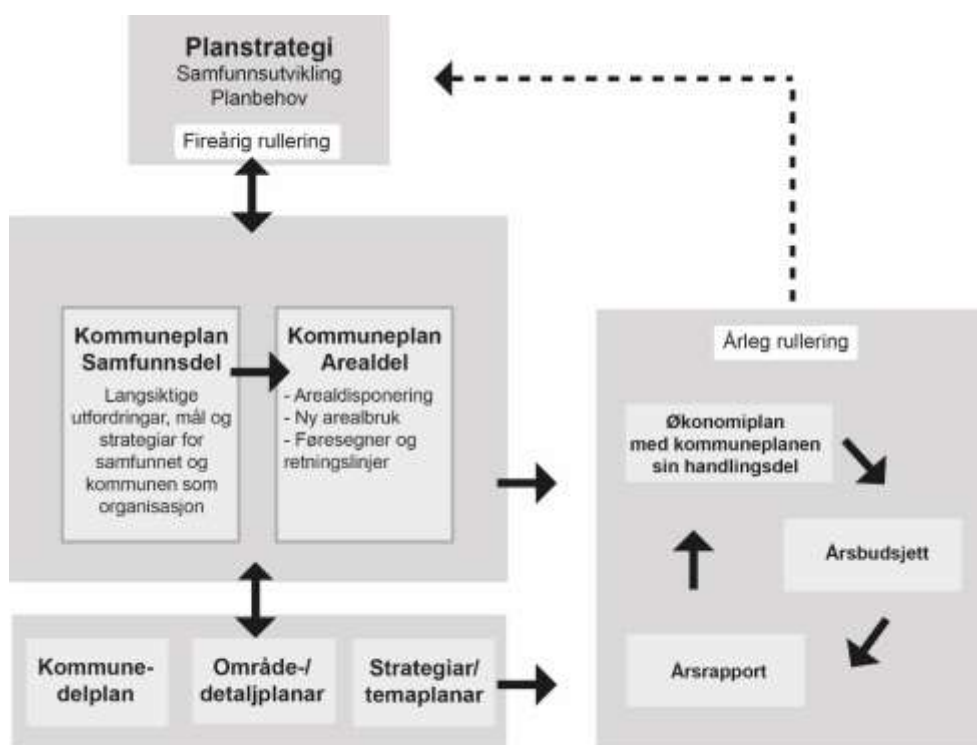 Planstrategi
Samfunnsutvikling
Planbehov
Fireårig rullering
Kommuneplan
Samfunnsdel
Langsiktige
utfordringar, mål og
strategiar for
samfunnet og
kommunen som
organisasjon
Kommuneplan
Arealdel
- Arealdisponering
- Ny arealbruk
- Føresegner og
retningslinjer
Kommune-
delplan
Område-/
detaljplanar
Strategiar/
temaplanar
Årleg rullering
Økonomiplan
med kommuneplanen
sin handlingsdel
Årsbudsjett
Årsrapport